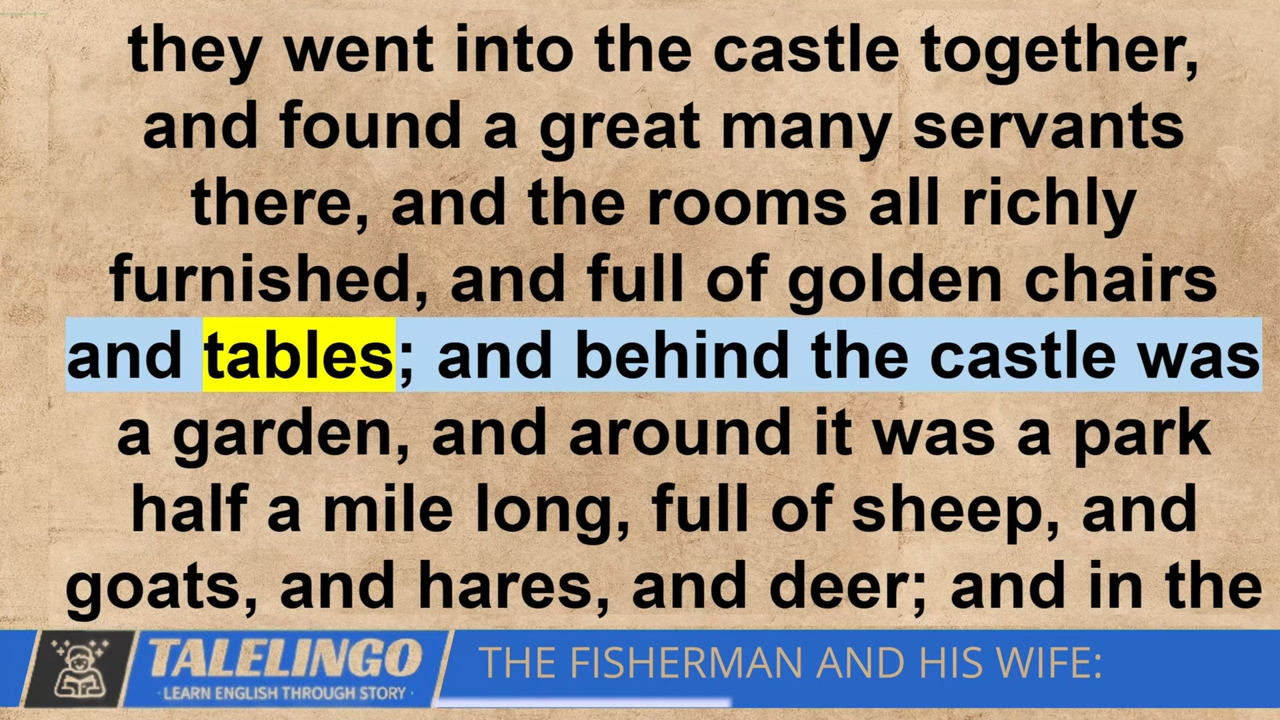 they went into the castle together,
and found a great many servants
there, and the rooms all richly
furnished, and full of golden chairs
and tables; and behind the castle was
a garden, and around it was a park
half a mile long, full of sheep, and
goats, and hares, and deer; and in the
TALELINGO
· LEARN ENGLISH THROUGH STORY ·
THE FISHERMAN AND HIS WIFE: